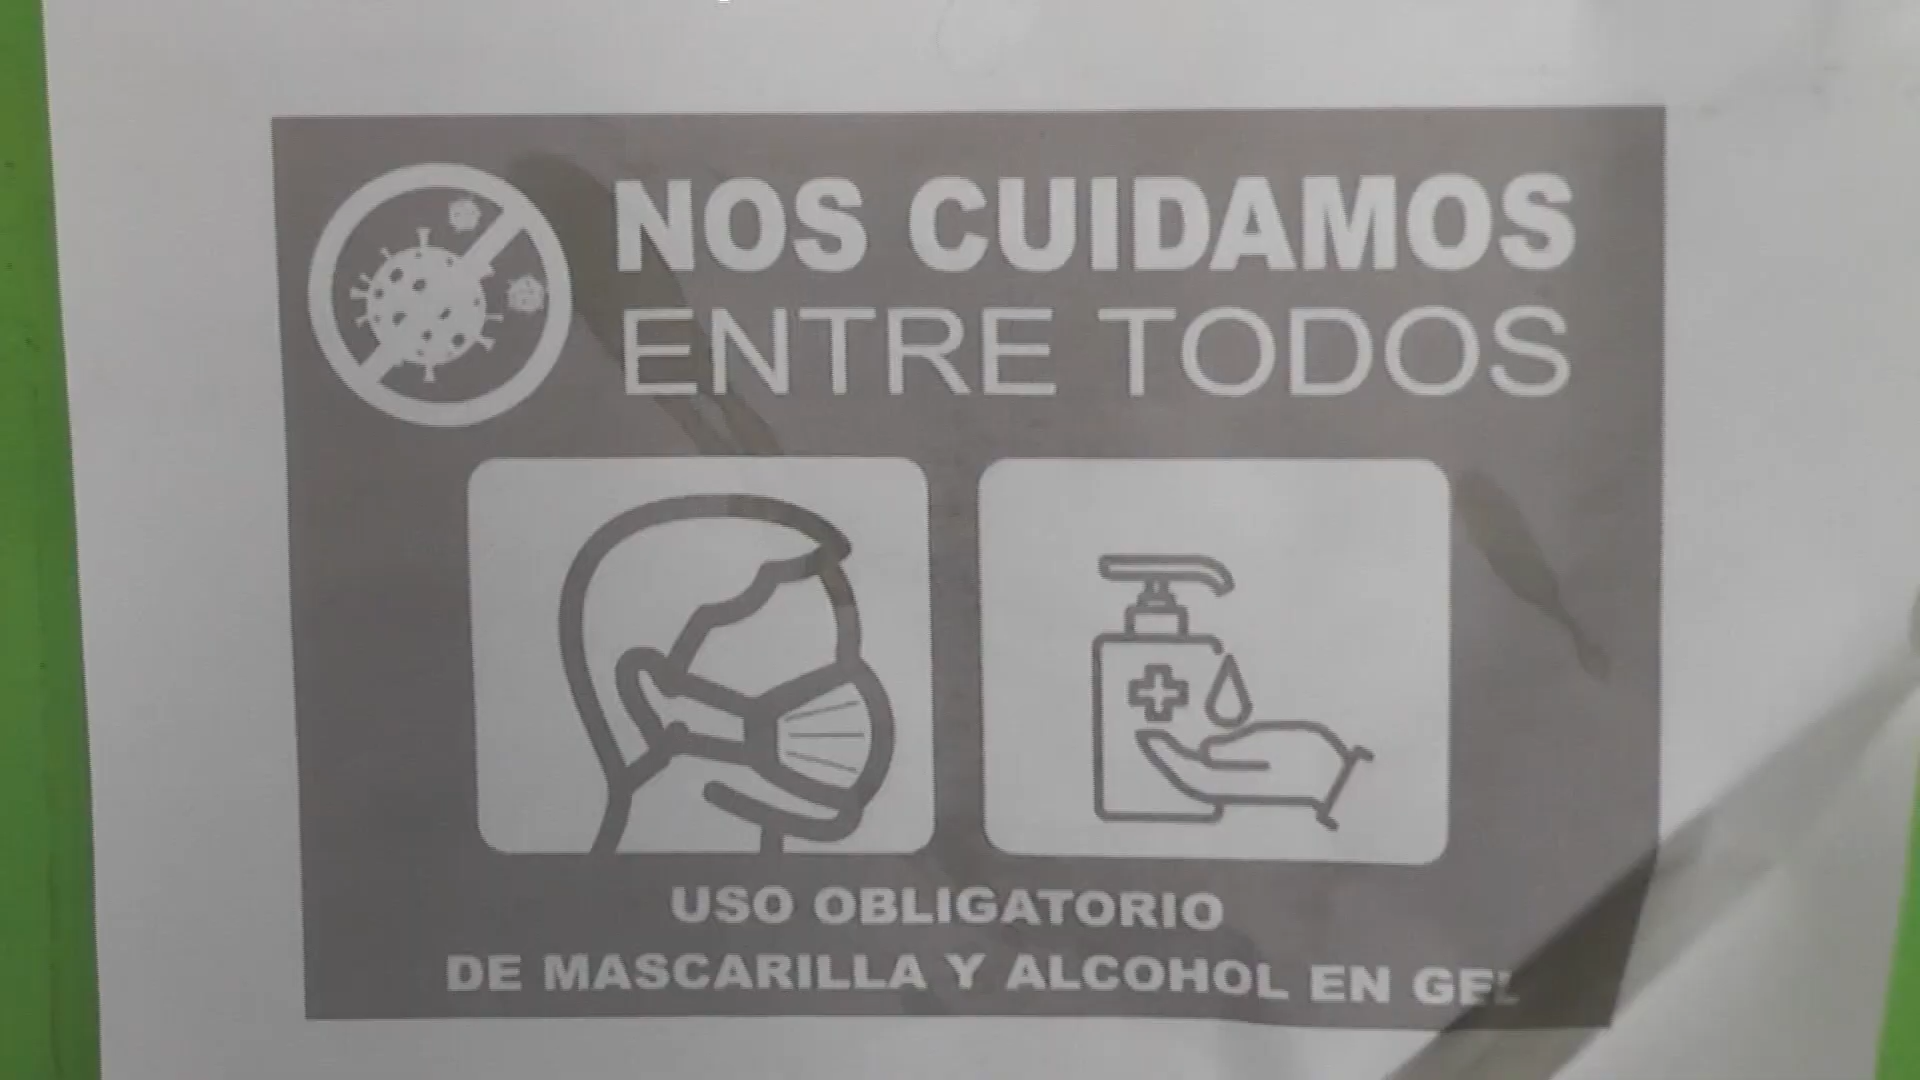 NOS CUIDAMOS
ENTRE TODOS
USO OBLIGATORIO
DE MASCARILLA Y ALCOHOL EN GEL